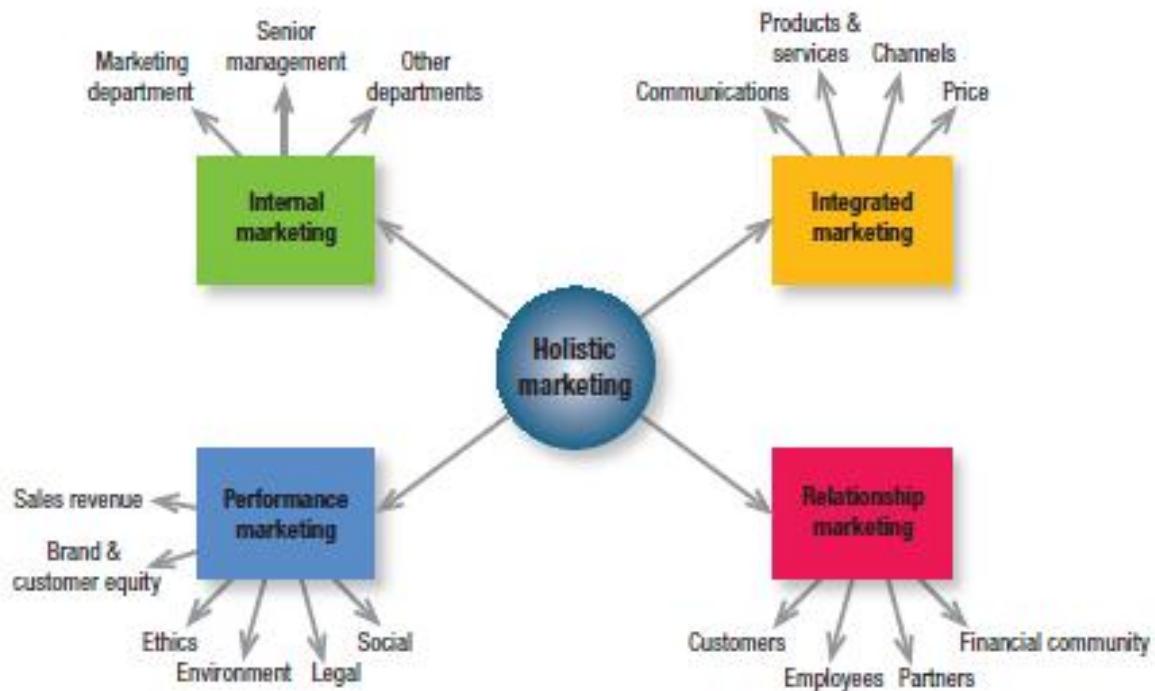 Senior
management
Marketing
department
Other
departments
Products &
services
Channels
Communications
Price
Internal
marketing
Integrated
marketing
Holistic
marketing
Performance
marketing
Relationship
marketing
Sales revenue
Brand &
customer equity
Ethics
Environment
Legal
Social
Customers
Employees
Partners
Financial community